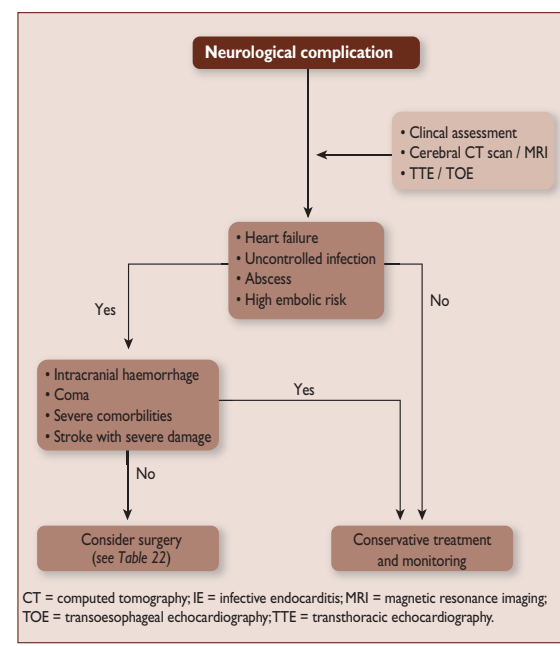 Neurological complication
• Clincal assessment
• Cerebral CT scan / MRI
• TTE / TOE
• Heart failure
• Uncontrolled infection
• Abscess
• High embolic risk
Yes
No
• Intracranial haemorrhage
• Coma
• Severe comorbilities
• Stroke with severe damage
Yes
No
Consider surgery
(see Table 22)
Conservative treatment
and monitoring
CT = computed tomography; IE = infective endocarditis; MRI = magnetic resonance imaging;
TOE = transoesophageal echocardiography; TTE = transthoracic echocardiography.